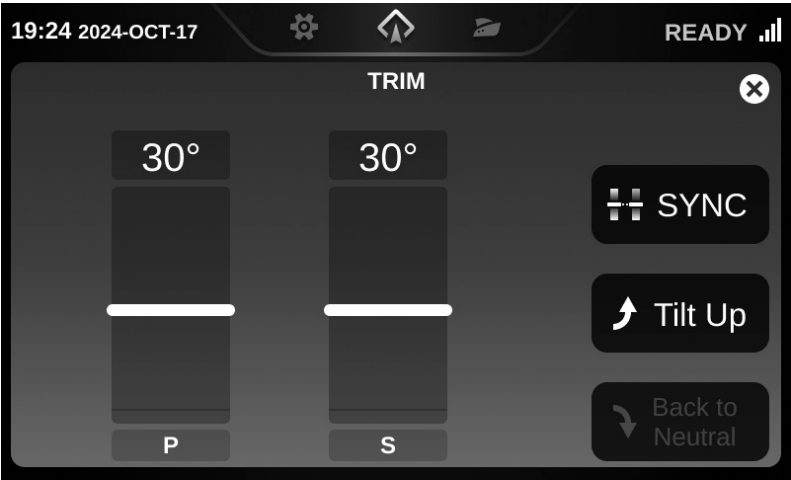 19:24 2024-OCT-17
READY
TRIM
30°
30°
SYNC
Tilt Up
Back to
Neutral
P
S